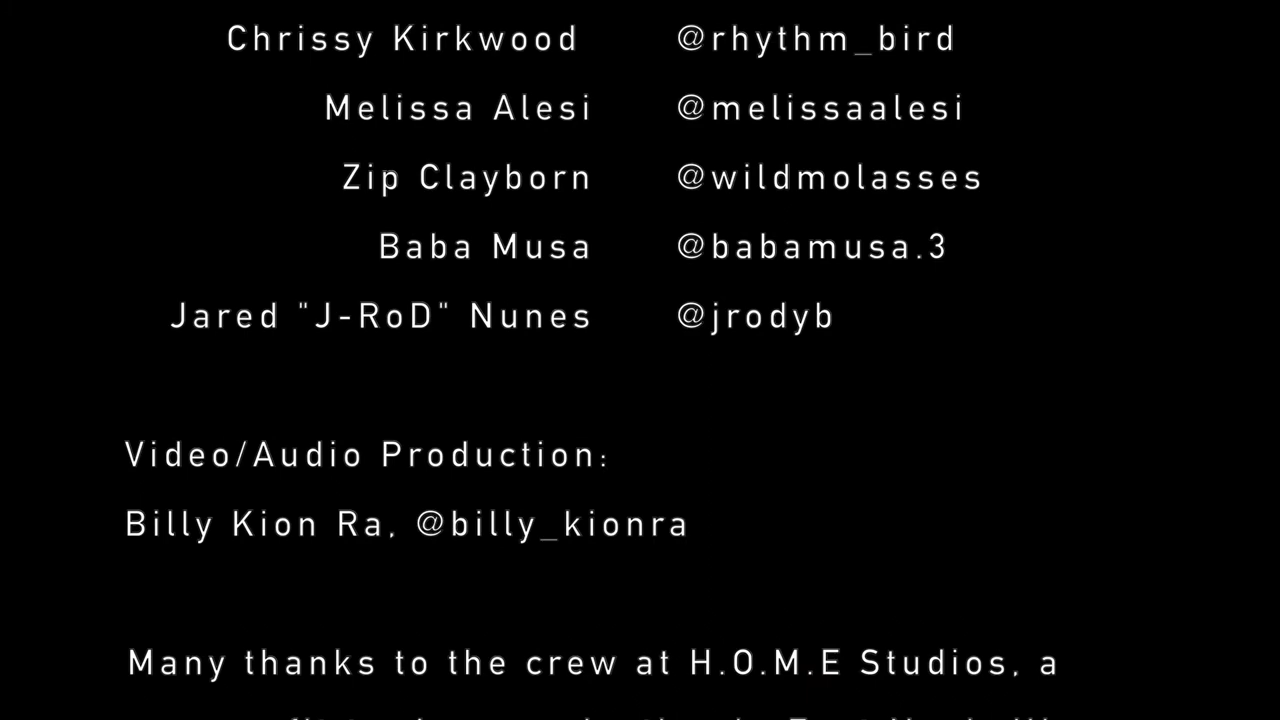 Chrissy Kirkwood @rhythm_bird
Melissa Alesi @melissaalesi
Zip Clayborn @wildmolasses
Baba Musa @babamusa.3
Jared "J-RoD" Nunes @jrodyb
Video/Audio Production:
Billy Kion Ra, @billy_kionra
Many thanks to the crew at H.O.M.E Studios, a